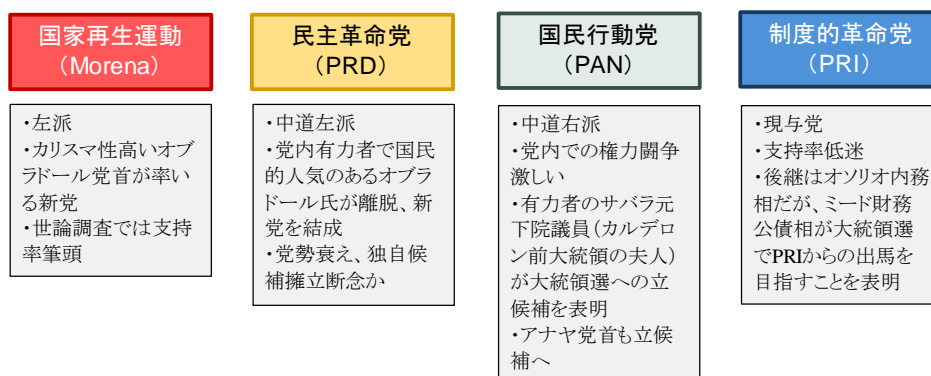 国家再生運動
（Morena）
・左派
・カリスマ性高いオブ
ラドール党首が率い
る新党
・世論調査では支持
率筆頭
民主革命党
（PRD）
・中道左派
・党内有力者で国民
的人気のあるオブラ
ドール氏が離脱、新
党を結成
・党勢衰え、独自候
補擁立断念か
国民行動党
（PAN）
・中道右派
・党内での権力闘争
激しい
・有力者のサバラ元
下院議員（カルデロ
ン前大統領の夫人）
が大統領選への立
候補を表明
・アナヤ党首も立候
補へ
制度的革命党
（PRI）
・現与党
・支持率低迷
・後継はオソリオ内務
相だが、ミード財務
公債相が大統領選
でPRIからの出馬を
目指すことを表明